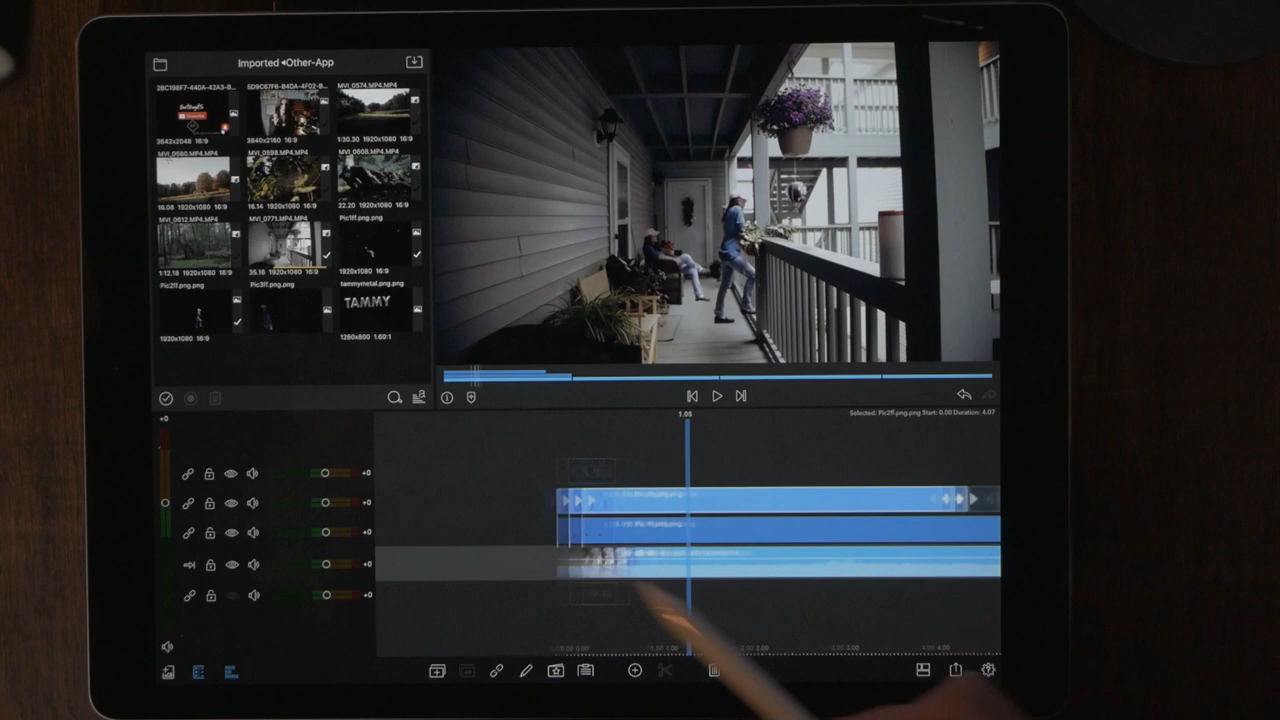 Imported◂Other-App
2BC198F7-440A-42A3-B...
5D9C67F6-B4DA-4F02-B...
MVI_0574.MP4.MP4
3642x2048 16:9
3840x2160 16:9
1:30.30 1920x1080 16:9
MVI_0580.MP4.MP4
MVI_0598.MP4.MP4
MVI_0608.MP4.MP4
16.08 1920x1080 16:9
16.14 1920x1080 16:9
22.20 1920x1080 16:9
MVI_0612.MP4.MP4
MVI_0771.MP4.MP4
Pic1ff.png.png
1:12.18 1920x1080 16:9
35.16 1920x1080 16:9
1920x1080 16:9
Pic2ff.png.png
Pic3ff.png.png
tammymetal.png.png
TAMMY
1920x1080 16:9
1280x800 1.60:1
+0
1.08
Selected: Pic2ff.png.png Start: 0.00 Duration: 4.07
+0
+0
+0
+0
+0